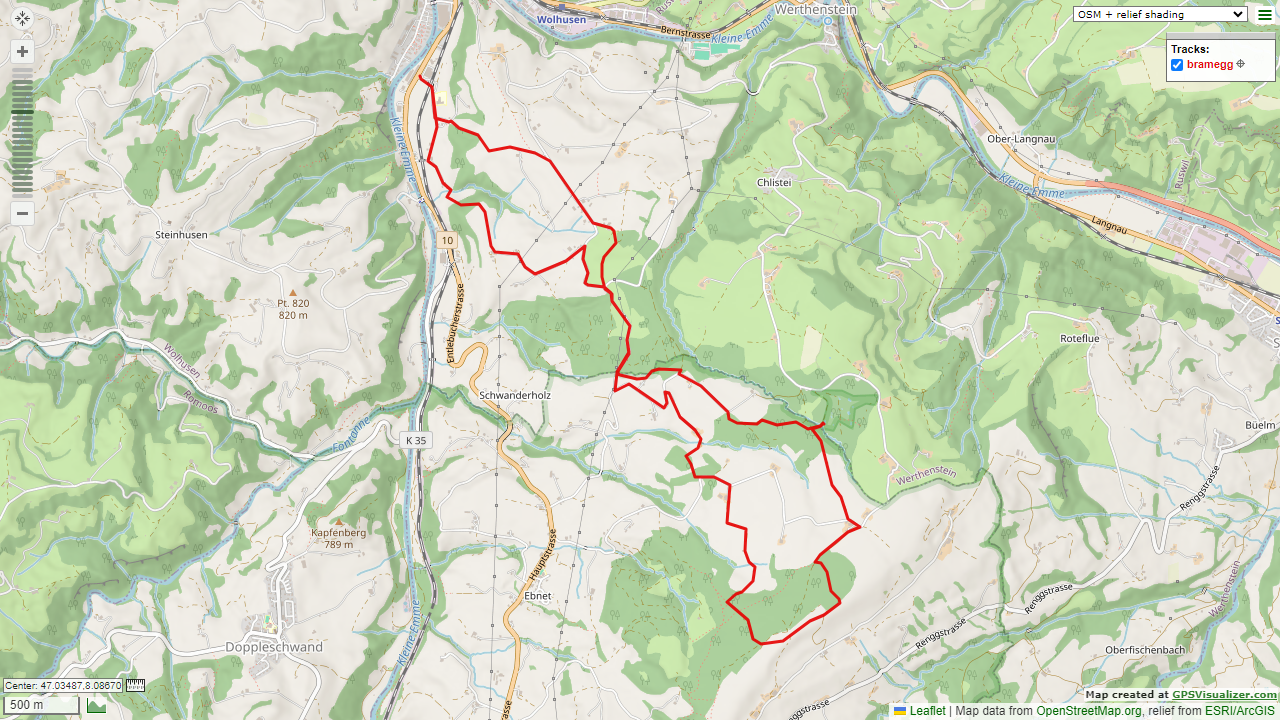 OSM + relief shading
Tracks:
bramegg
Wolhusen
Bernstrasse
Kleine Emme
Werthenstein
Kleine Emme
Ober-Langnau
Ruswil
Kleine Emme
Langnau
Chlistei
Steinhusen
10
Pt. 820
820 m
Entlebucherstrasse
Wolhusen
Romoos
Roteflue
Schwanderholz
Fontanne
K 35
Buelm
Werthenstein
Renggstrasse
Kapfenberg
789 m
Hauptstrasse
Ebnet
Renggstrasse
Werthenstein
Renggstrasse
Kleine Emme
Doppleschwand
Oberfischenbach
Renggstrasse
Center: 47.03487,8.08670
500 m
Map created at GPSVisualizer.com
Leaflet | Map data from OpenStreetMap.org, relief from ESRI/ArcGIS